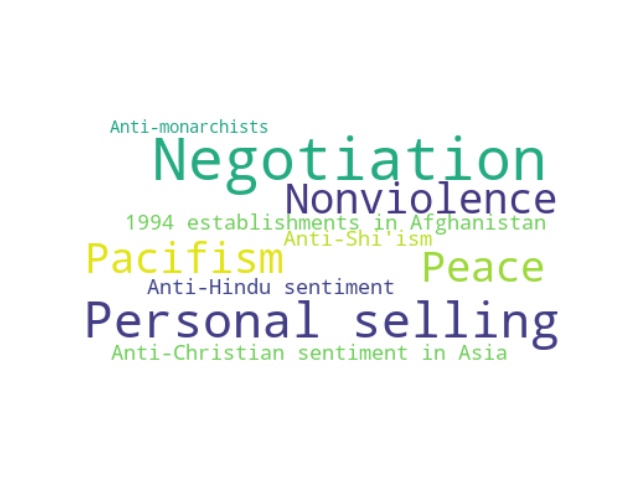 Anti-monarchists
Negotiation
Nonviolence
1994 establishments in Afghanistan
Anti-Shi'ism
Pacifism
Peace
Anti-Hindu sentiment
Personal selling
Anti-Christian sentiment in Asia